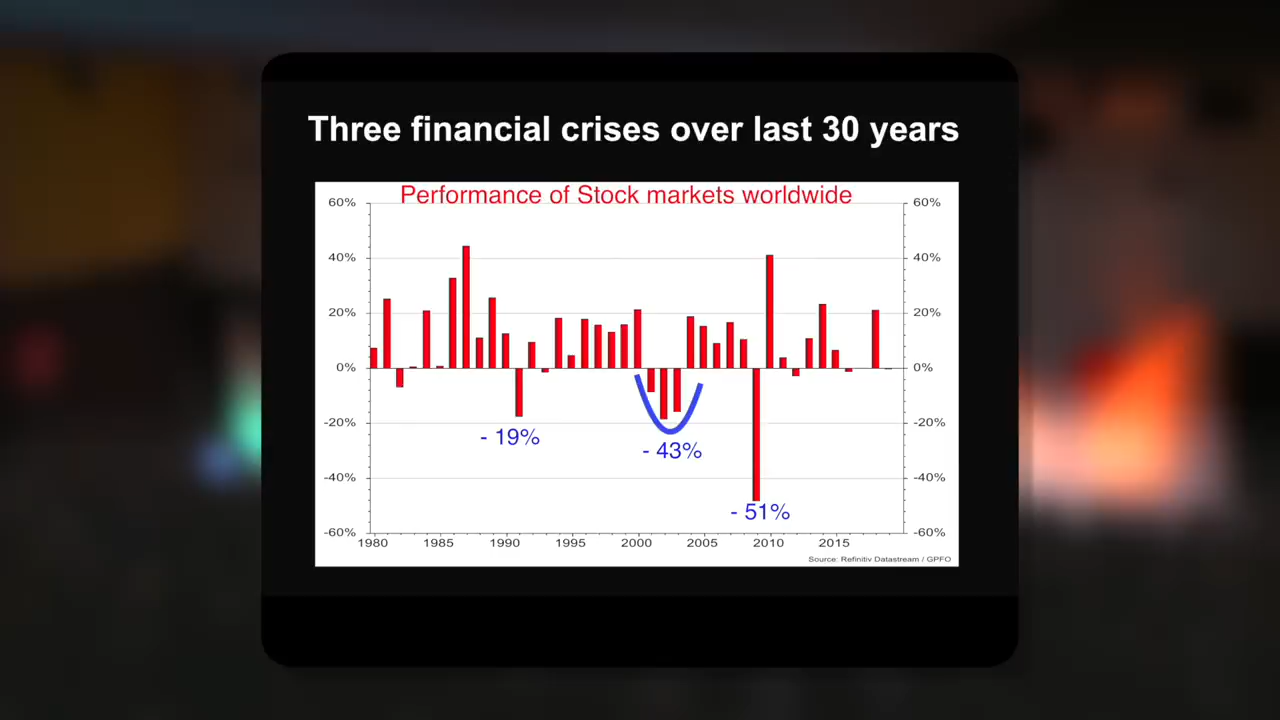 Three financial crises over last 30 years
Performance of Stock markets worldwide
60% 60%
40% 40%
20% 20%
0% 0%
-20% -20%
- 19%
- 43%
-40% -40%
- 51%
-60% -60%
1980 1985 1990 1995 2000 2005 2010 2015
Source: Refinitiv Datastream / GPFO